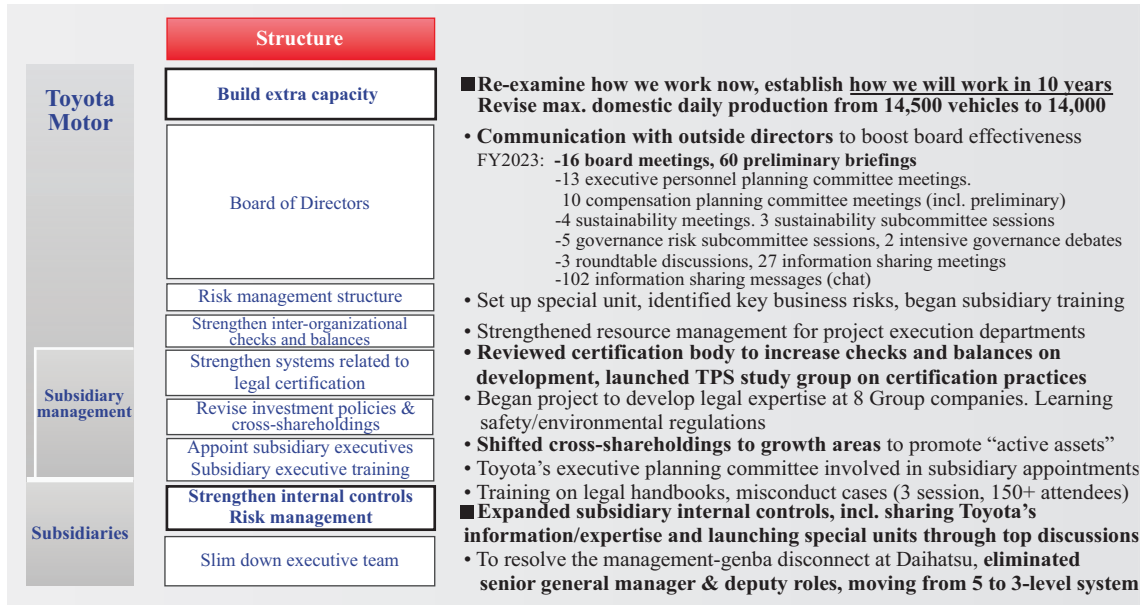 Structure
Toyota
Motor
Build extra capacity
■Re-examine how we work now, establish how we will work in 10 years
Revise max. domestic daily production from 14,500 vehicles to 14,000
Board of Directors
• Communication with outside directors to boost board effectiveness
FY2023: -16 board meetings, 60 preliminary briefings
-13 executive personnel planning committee meetings.
10 compensation planning committee meetings (incl. preliminary)
-4 sustainability meetings. 3 sustainability subcommittee sessions
-5 governance risk subcommittee sessions, 2 intensive governance debates
-3 roundtable discussions, 27 information sharing meetings
-102 information sharing messages (chat)
Risk management structure
• Set up special unit, identified key business risks, began subsidiary training
Strengthen inter-organizational
checks and balances
• Strengthened resource management for project execution departments
Subsidiary
management
Strengthen systems related to
legal certification
• Reviewed certification body to increase checks and balances on
development, launched TPS study group on certification practices
• Began project to develop legal expertise at 8 Group companies. Learning
safety/environmental regulations
Revise investment policies &
cross-shareholdings
• Shifted cross-shareholdings to growth areas to promote “active assets”
Appoint subsidiary executives
Subsidiary executive training
• Toyota’s executive planning committee involved in subsidiary appointments
• Training on legal handbooks, misconduct cases (3 session, 150+ attendees)
Subsidiaries
Strengthen internal controls
Risk management
■Expanded subsidiary internal controls, incl. sharing Toyota’s
information/expertise and launching special units through top discussions
Slim down executive team
• To resolve the management-genba disconnect at Daihatsu, eliminated
senior general manager & deputy roles, moving from 5 to 3-level system